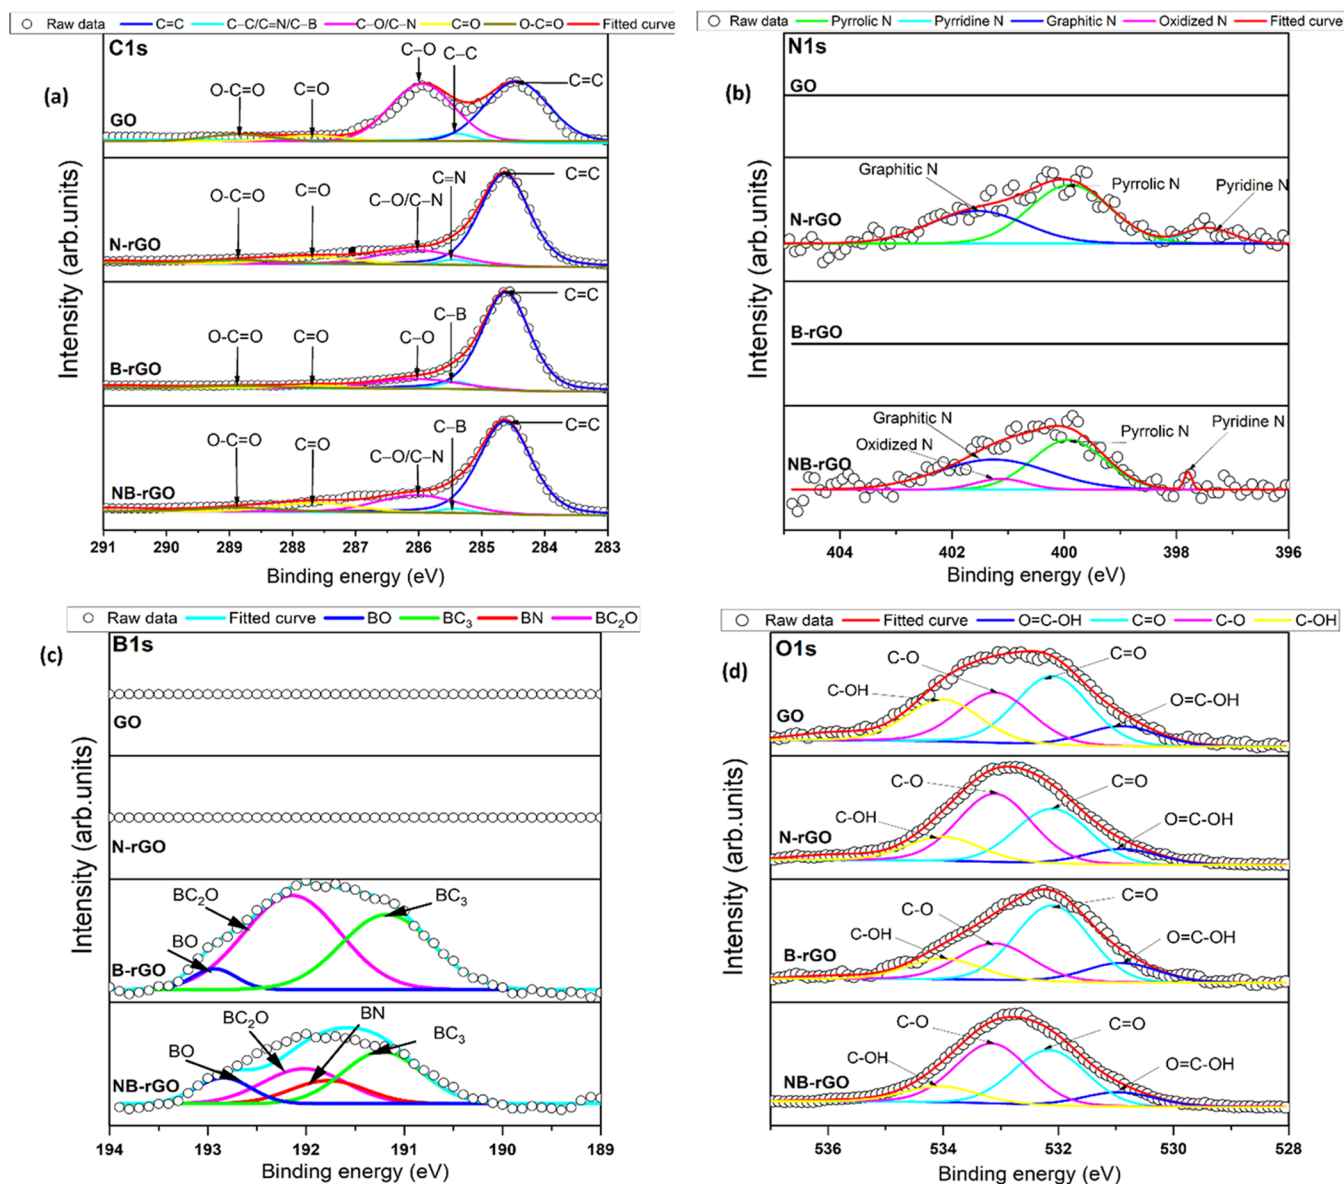 Raw data C=C C–C/C=N/C–B C–O/C–N C=O O-C=O Fitted curve
C1s
(a)
C–O
C–C
C=C
O-C=O
C=O
GO
C=N
C=C
O-C=O
C=O
C–O/C–N
N-rGO
C=C
C–B
O-C=O
C=O
C–O
B-rGO
C–B
C=C
O-C=O
C=O
C–O/C–N
NB-rGO
Intensity (arb.units)
291 290 289 288 287 286 285 284 283
Binding energy (eV)
Raw data Pyrrolic N Pyrridine N Graphitic N Oxidized N Fitted curve
N1s
GO
(b)
Graphitic N
Pyrrolic N
Pyridine N
N-rGO
B-rGO
Graphitic N
Oxidized N
Pyrrolic N
Pyridine N
NB-rGO
Intensity (arb.units)
404 402 400 398 396
Binding energy (eV)
Raw data Fitted curve BO BC3 BN BC2O
B1s
(c)
GO
N-rGO
BC2O
BC3
BO
B-rGO
BC2O
BN
BC3
BO
NB-rGO
Intensity (arb.units)
194 193 192 191 190 189
Binding energy (eV)
Raw data Fitted curve O=C-OH C=O C-O C-OH
O1s
(d)
C-O
C=O
C-OH
O=C-OH
GO
C-O
C=O
C-OH
O=C-OH
N-rGO
C=O
C-O
C-OH
O=C-OH
B-rGO
C-O
C=O
C-OH
O=C-OH
NB-rGO
Intensity (arb.units)
536 534 532 530 528
Binding energy (eV)